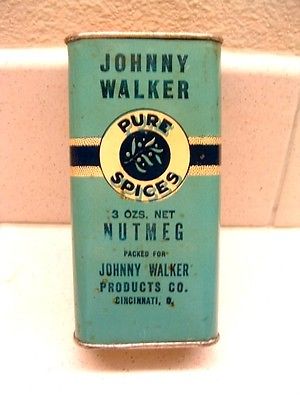 JOHNNY
WALKER
PURE
SPICES
3 OZS. NET
NUTMEG
PACKED FOR
JOHNNY WALKER
PRODUCTS CO.
CINCINNATI, O.